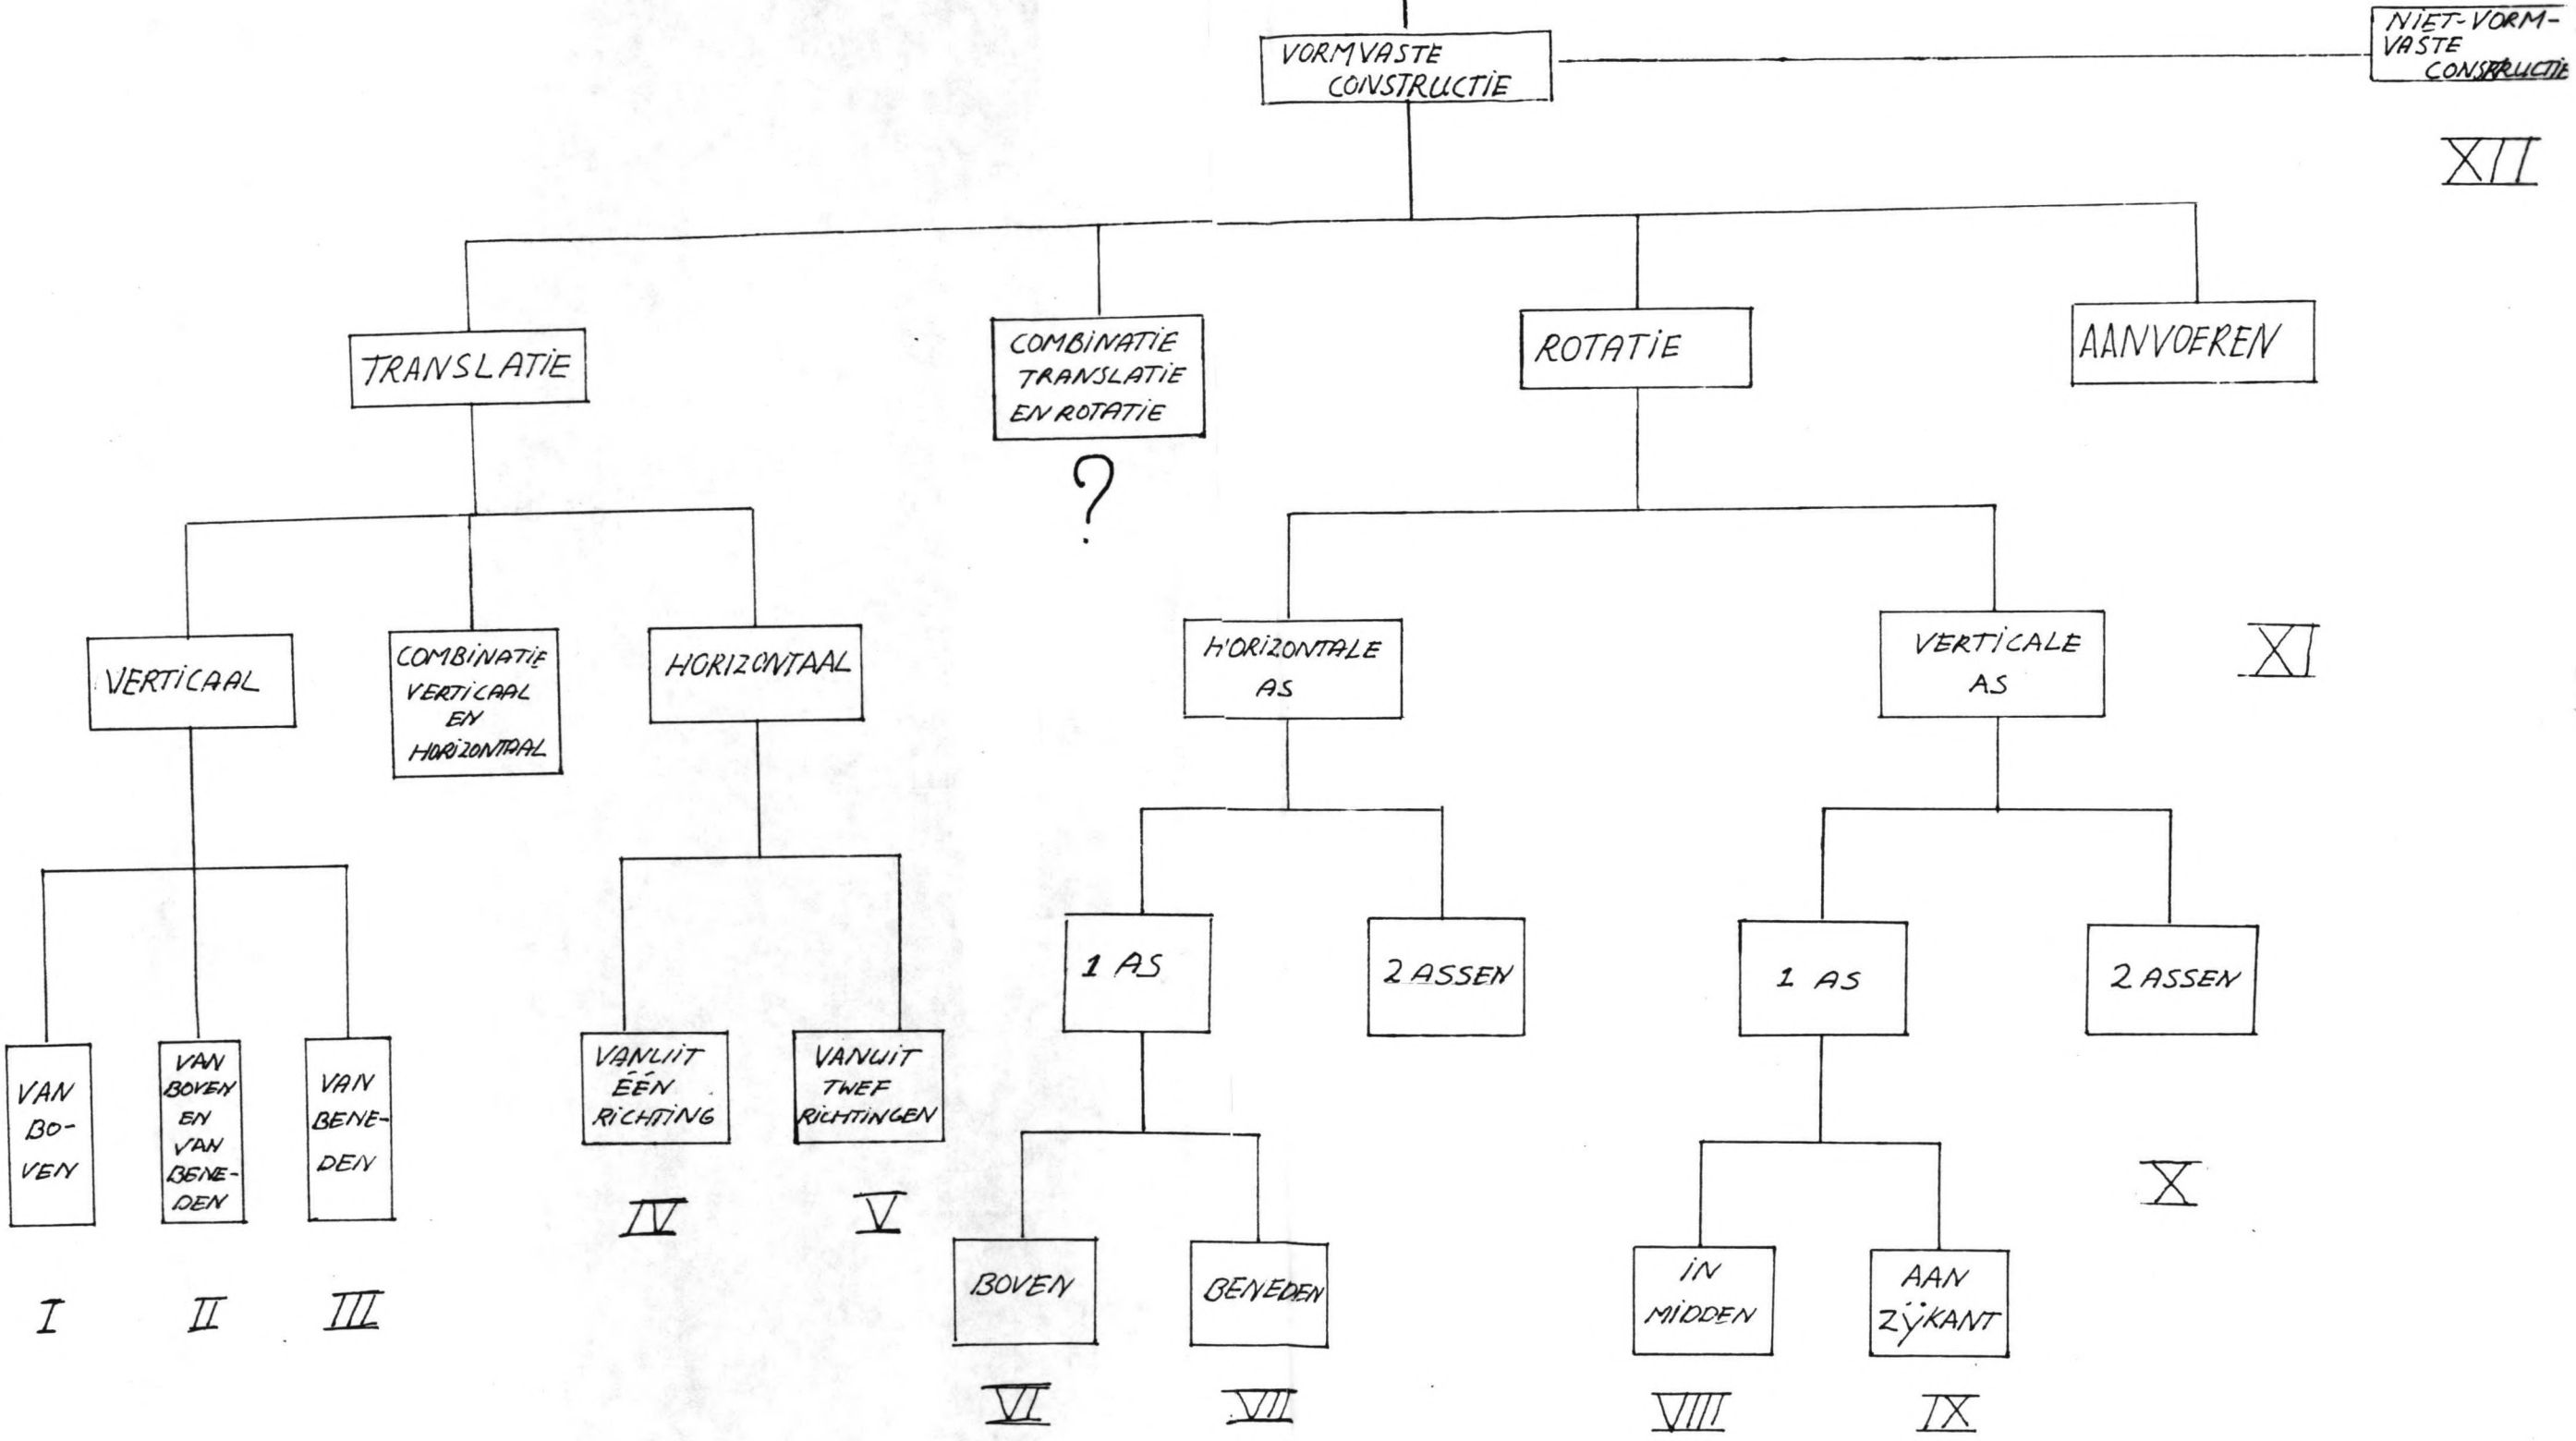 VORMVASTE
CONSTRUCTIE
NIET-VORM-
VASTE
CONSTRUCTIE
XII
TRANSLATIE
COMBINATIE
TRANSLATIE
EN ROTATIE
?
ROTATIE
AANVOEREN
VERTICAAL
COMBINATIE
VERTICAAL
EN
HORIZONTAAL
HORIZONTAAL
HORIZONTALE
AS
VERTICALE
AS
XI
1 AS
2 ASSEN
1 AS
2 ASSEN
VAN
BO-
VEN
VAN
BOVEN
EN
VAN
BENE-
DEN
VAN
BENE-
DEN
VANUIT
ÉÉN
RICHTING
VANUIT
TWEE
RICHTINGEN
IV
V
X
BOVEN
BENEDEN
IN
MIDDEN
AAN
ZIJKANT
I
II
III
VI
VII
VIII
IX